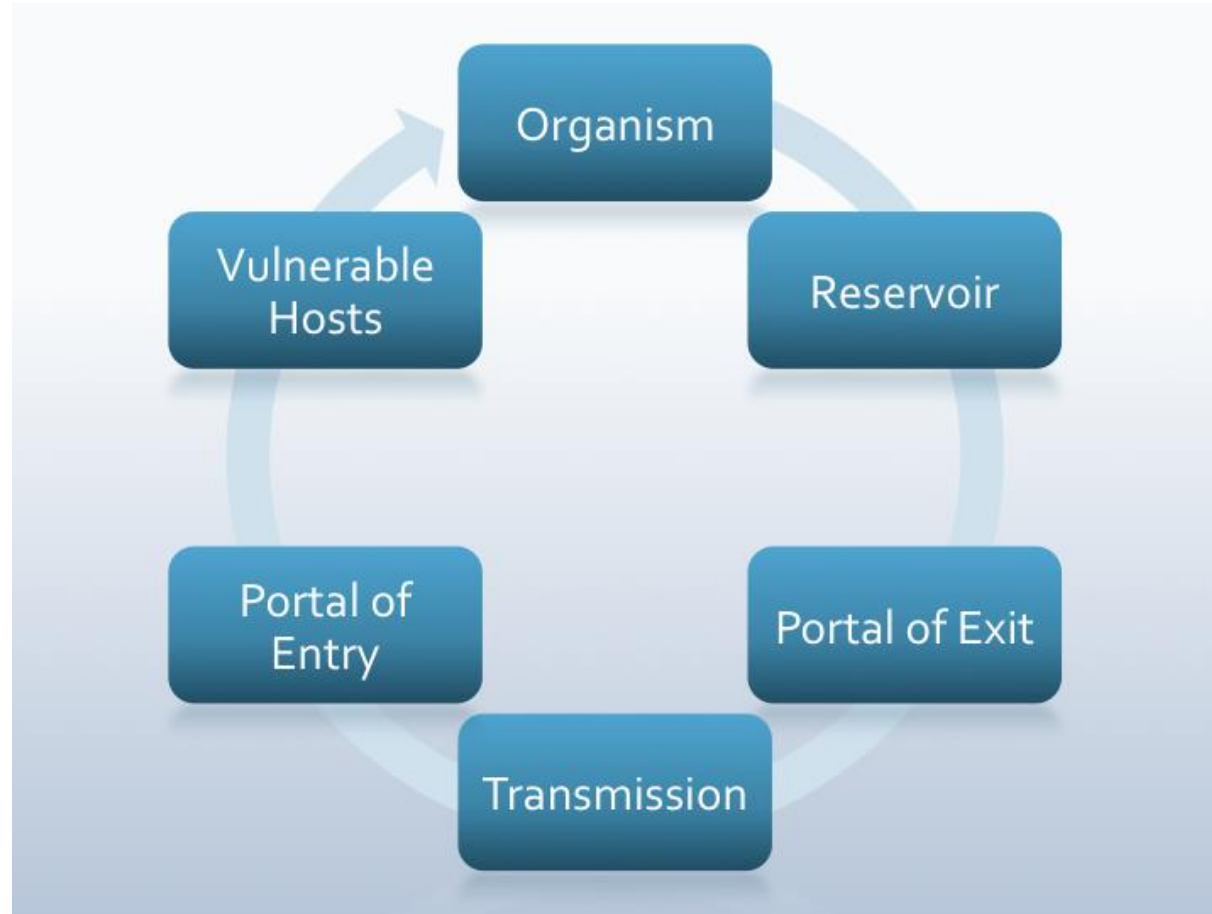 Organism
Reservoir
Portal of Exit
Transmission
Portal of
Entry
Vulnerable
Hosts